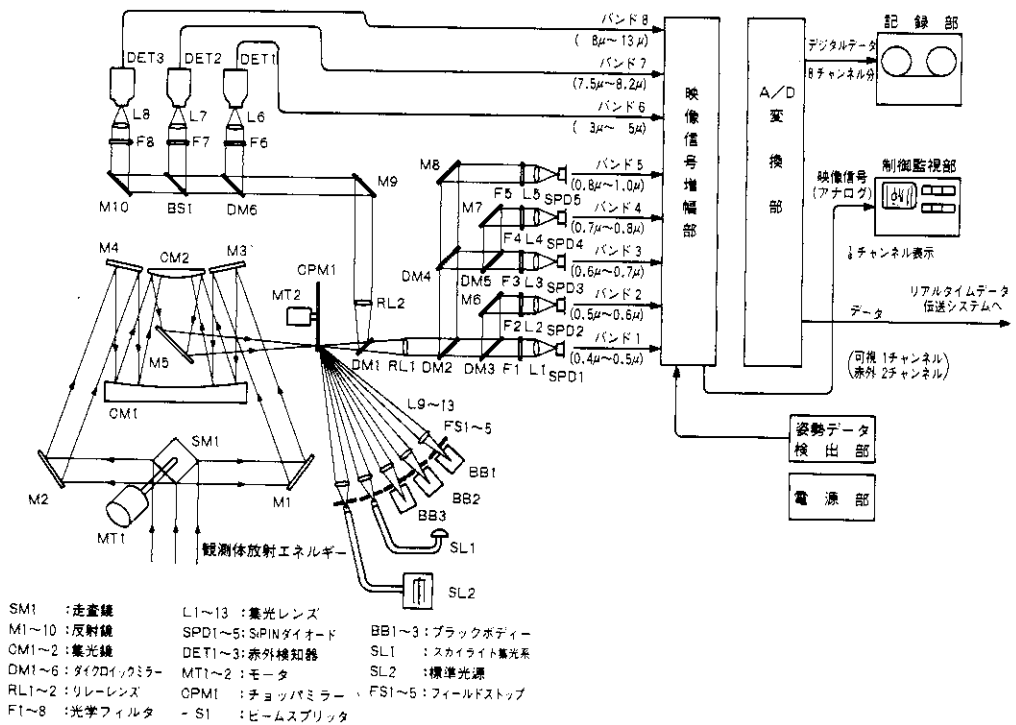 バンド8
(8μ～13μ)
バンド7
(7.5μ～8.2μ)
バンド6
(3μ～5μ)
バンド5
(0.8μ～1.0μ)
バンド4
(0.7μ～0.8μ)
バンド3
(0.6μ～0.7μ)
バンド2
(0.5μ～0.6μ)
バンド1
(0.4μ～0.5μ)
DET3
DET2
DET1
L8
L7
L6
F8
F7
F6
M10
BS1
DM6
M9
M8
M7
M6
F5 L5 SPD5
F4 L4 SPD4
F3 L3 SPD3
F2 L2 SPD2
F1 L1 SPD1
DM4
DM5
DM2
DM3
RL1
RL2
DM1
CPM1
MT2
M4
CM2
M3
M5
CM1
SM1
M2
M1
MT1
観測体放射エネルギー
L9～13
FS1～5
BB1
BB2
BB3
SL1
SL2
映像信号増幅部
A/D変換部
記録部
デジタルデータ
8チャンネル分
制御監視部
映像信号
(アナログ)
チャンネル表示
リアルタイムデータ
伝送システムへ
データ
(可視 1チャンネル
赤外 2チャンネル)
姿勢データ
検出部
電源部
SM1 :走査鏡
M1～10 :反射鏡
CM1～2 :集光鏡
DM1～6 :ダイクロイックミラー
RL1～2 :リレーレンズ
F1～8 :光学フィルタ
L1～13 :集光レンズ
SPD1～5:SiPINダイオード
DET1～3:赤外検知器
MT1～2 :モータ
CPM1 :チョッパミラー
-S1 :ビームスプリッタ
BB1～3:ブラックボディー
SL1 :スカイライト集光系
SL2 :標準光源
FS1～5:フィールドストップ